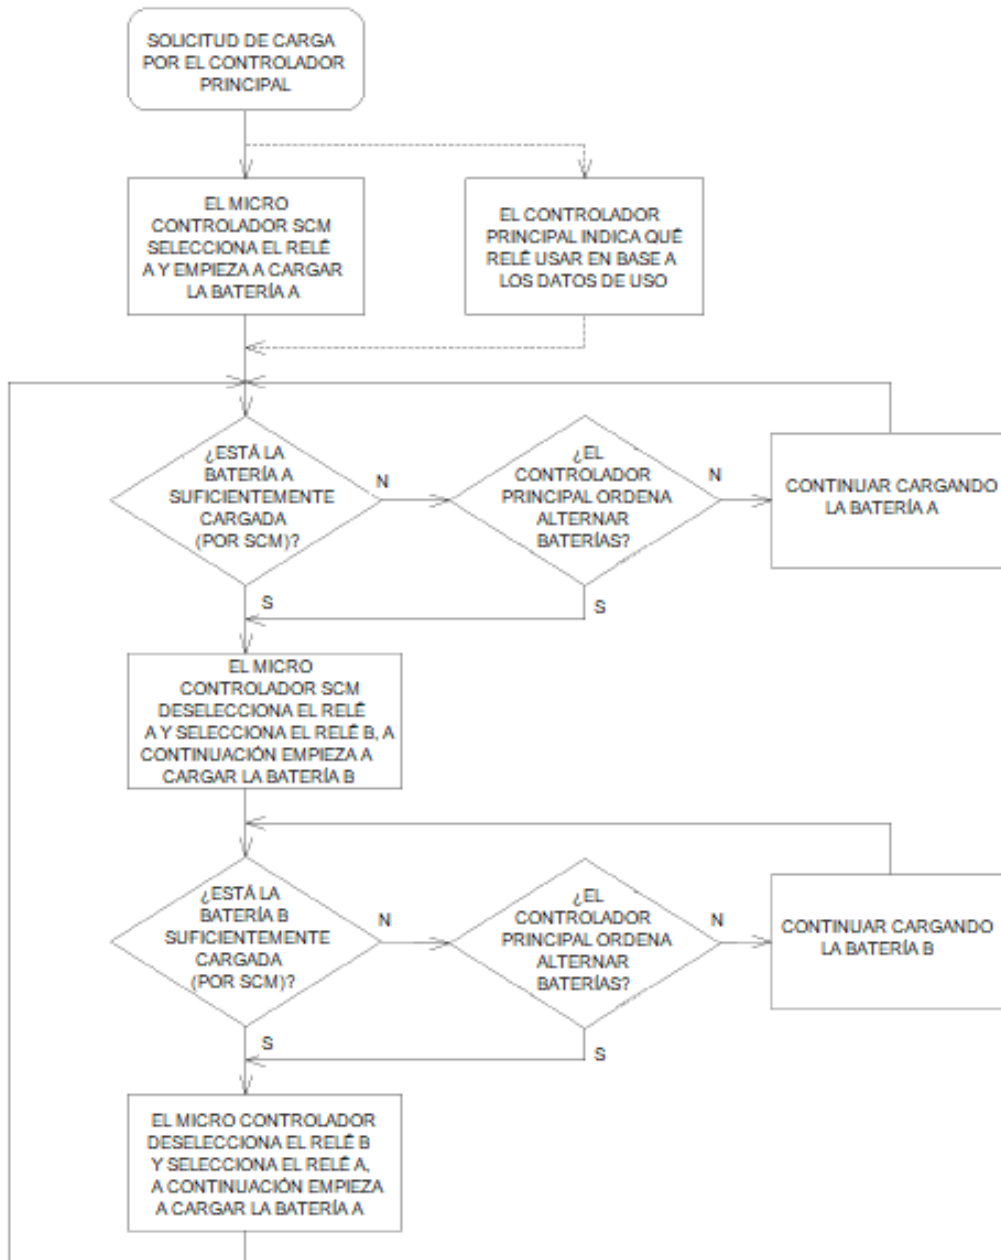 SOLICITUD DE CARGA
POR EL CONTROLADOR
PRINCIPAL
EL MICRO
CONTROLADOR SCM
SELECCIONA EL RELÉ
A Y EMPIEZA A CARGAR
LA BATERÍA A
EL CONTROLADOR
PRINCIPAL INDICA QUÉ
RELÉ USAR EN BASE A
LOS DATOS DE USO
¿ESTÁ LA
BATERÍA A
SUFICIENTEMENTE
CARGADA
(POR SCM)?
N
¿EL
CONTROLADOR
PRINCIPAL ORDENA
ALTERNAR
BATERÍAS?
N
CONTINUAR CARGANDO
LA BATERÍA A
S
S
EL MICRO
CONTROLADOR SCM
DESELECCIONA EL RELÉ
A Y SELECCIONA EL RELÉ B, A
CONTINUACIÓN EMPIEZA A
CARGAR LA BATERÍA B
¿ESTÁ LA
BATERÍA B
SUFICIENTEMENTE
CARGADA
(POR SCM)?
N
¿EL
CONTROLADOR
PRINCIPAL ORDENA
ALTERNAR
BATERÍAS?
N
CONTINUAR CARGANDO
LA BATERÍA B
S
S
EL MICRO CONTROLADOR
DESELECCIONA EL RELÉ B
Y SELECCIONA EL RELÉ A,
A CONTINUACIÓN EMPIEZA
A CARGAR LA BATERÍA A